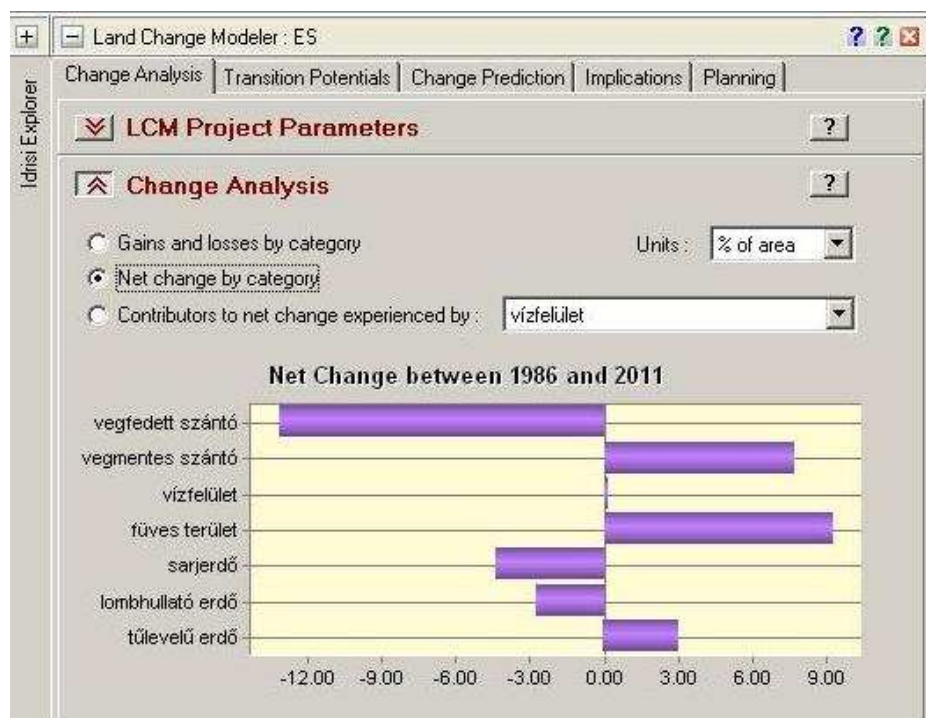 + − Land Change Modeler : ES ? ?
Idrisi Explorer
Change Analysis Transition Potentials Change Prediction Implications Planning
LCM Project Parameters ?
Change Analysis ?
Gains and losses by category Units : % of area
Net change by category
Contributors to net change experienced by : vízfelület
Net Change between 1986 and 2011
vegfedett szántó
vegmentes szántó
vízfelület
füves terület
sarjerdő
lombhullató erdő
tűlevelű erdő
-12.00 -9.00 -6.00 -3.00 0.00 3.00 6.00 9.00